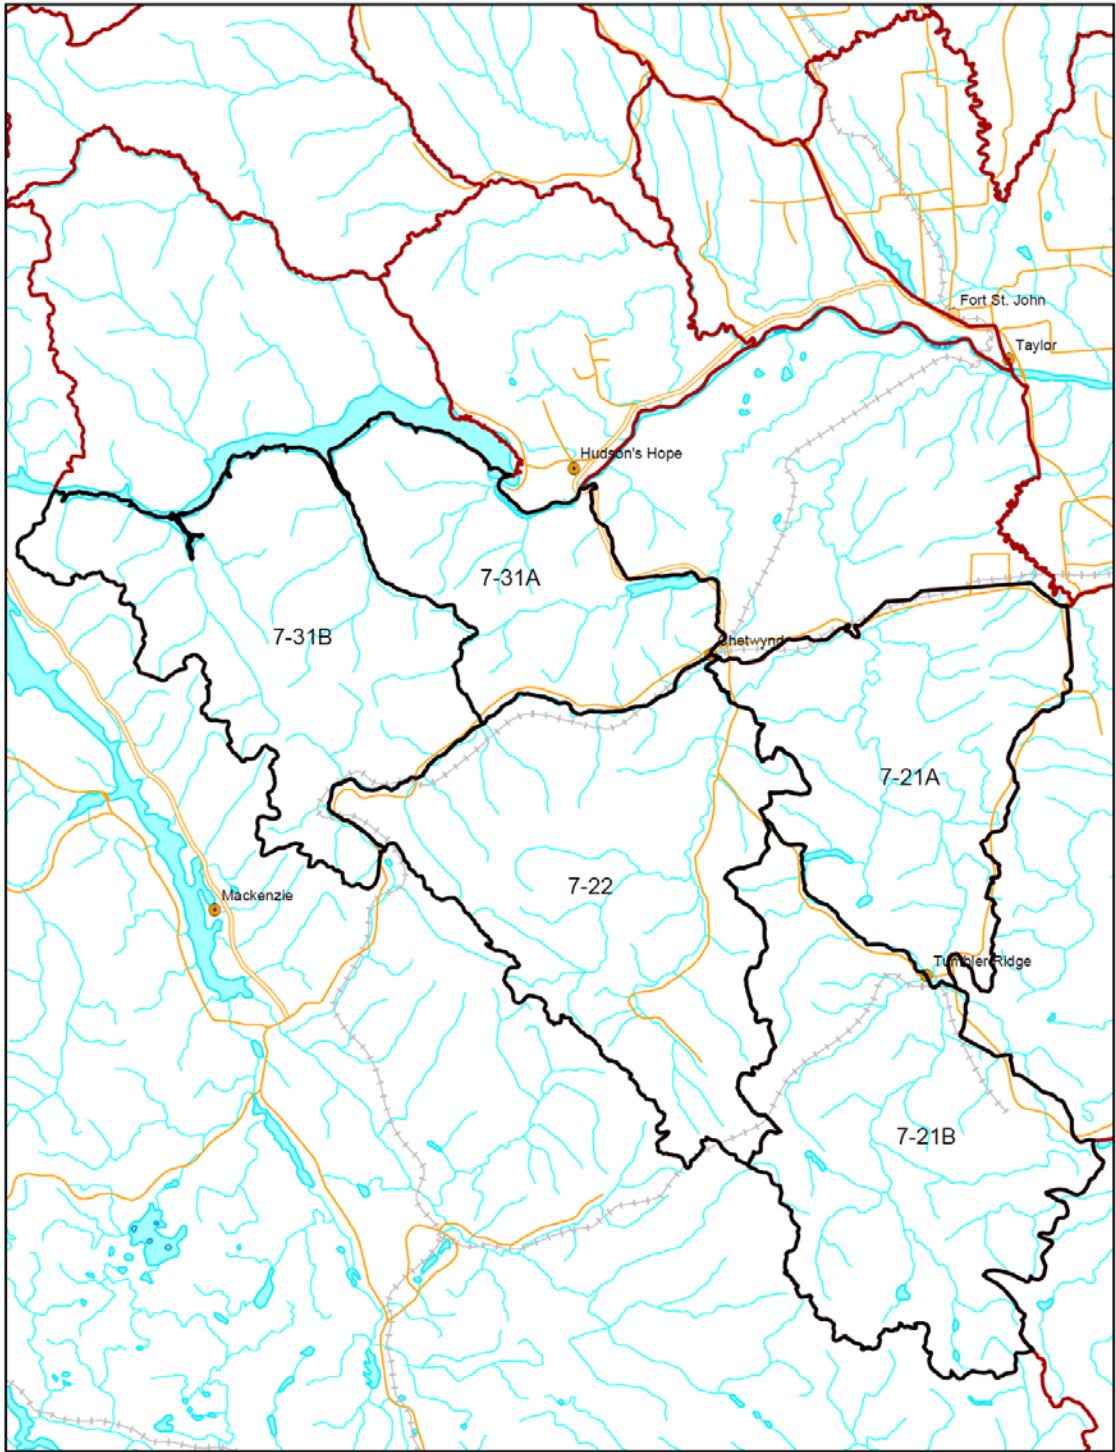 Fort St. John
Taylor
Hudson's Hope
7-31A
7-31B
Chetwynd
7-21A
7-22
Mackenzie
Tumbler Ridge
7-21B